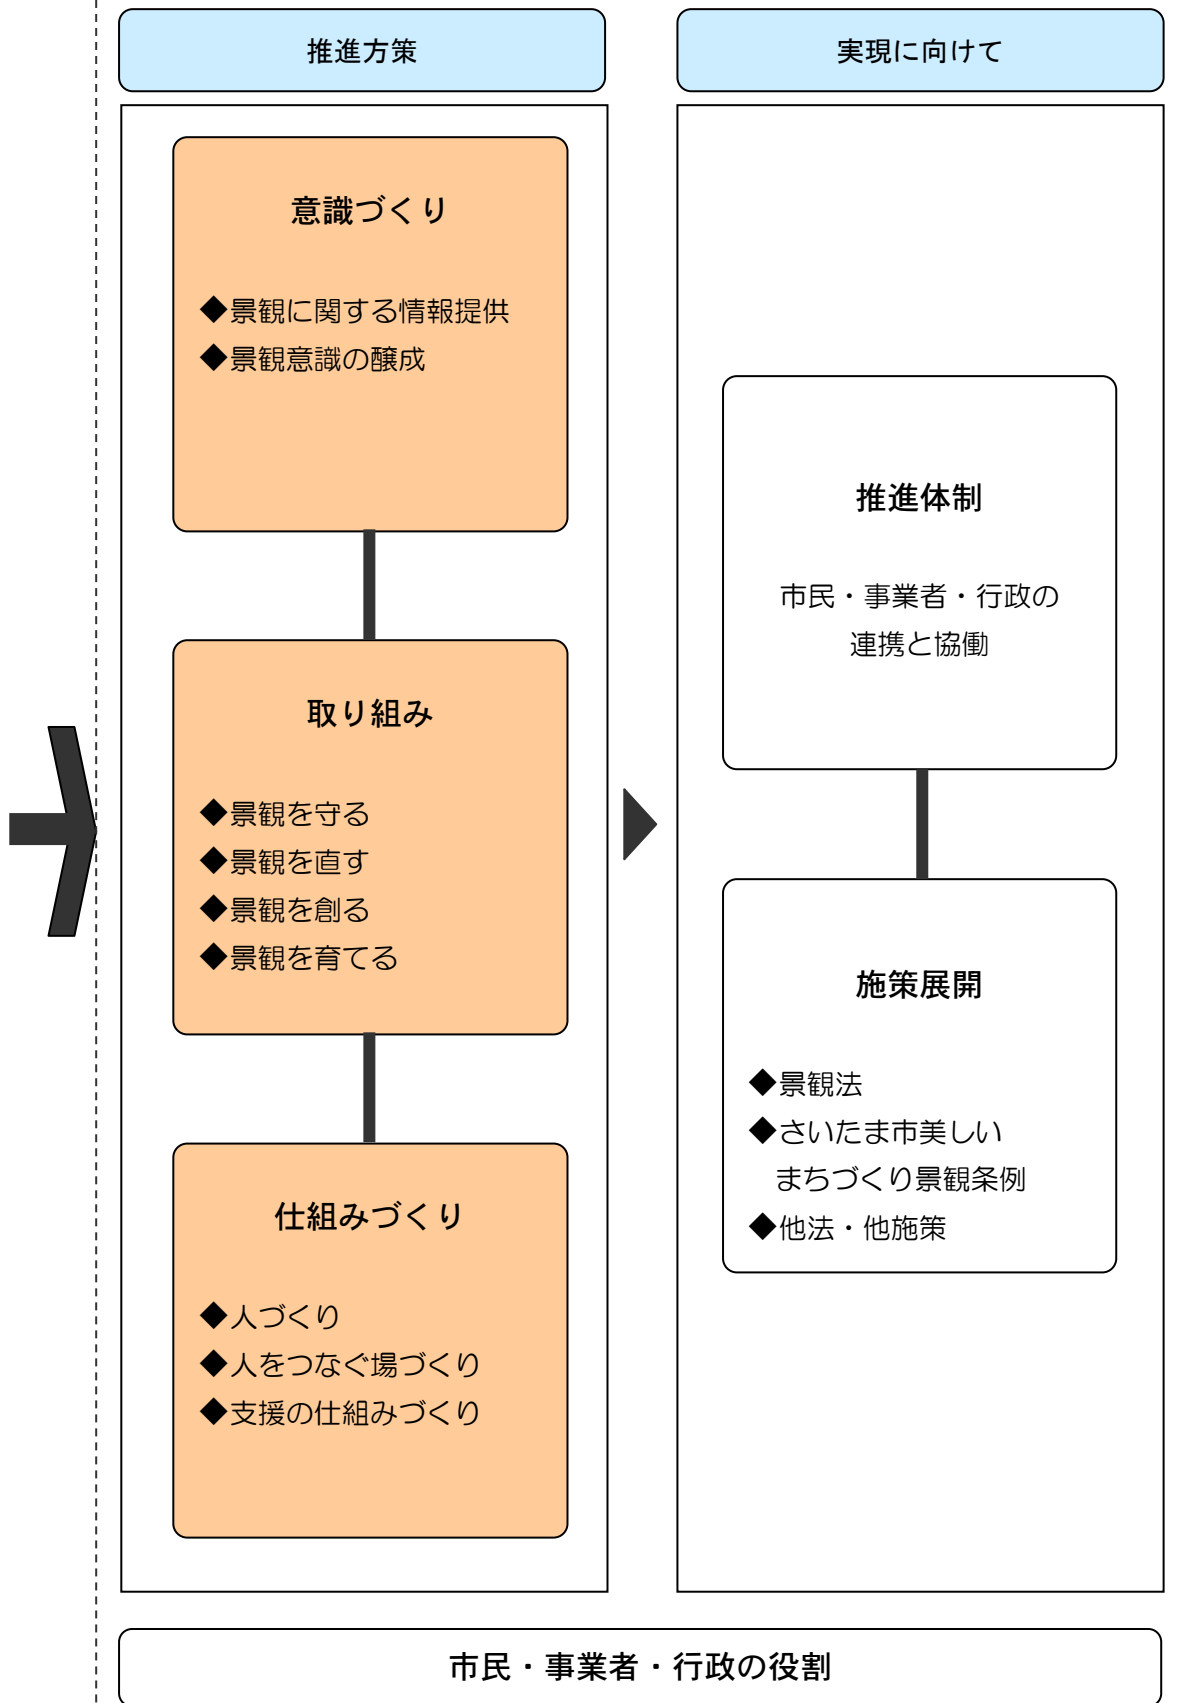 推進方策
意識づくり
◆景観に関する情報提供
◆景観意識の醸成
取り組み
◆景観を守る
◆景観を直す
◆景観を創る
◆景観を育てる
仕組みづくり
◆人づくり
◆人をつなぐ場づくり
◆支援の仕組みづくり
実現に向けて
推進体制
市民・事業者・行政の
連携と協働
施策展開
◆景観法
◆さいたま市美しい
まちづくり景観条例
◆他法・他施策
市民・事業者・行政の役割